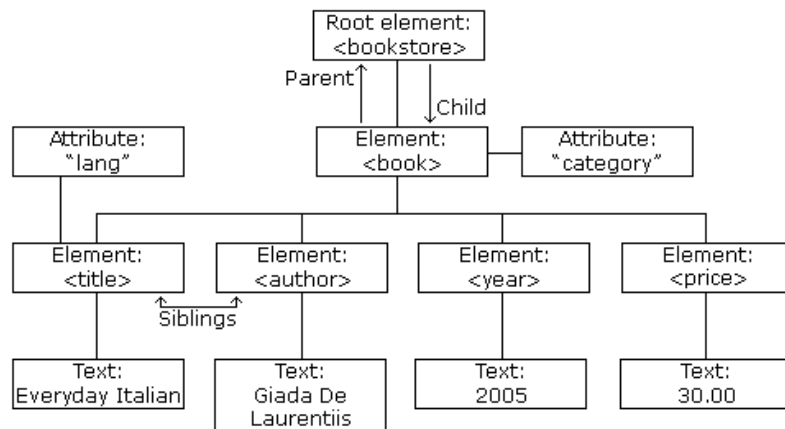 Root element:
<bookstore>
Parent
Child
Attribute:
"lang"
Element:
<book>
Attribute:
"category"
Element:
<title>
Element:
<author>
Element:
<year>
Element:
<price>
Siblings
Text:
Everyday Italian
Text:
Giada De
Laurentiis
Text:
2005
Text:
30.00